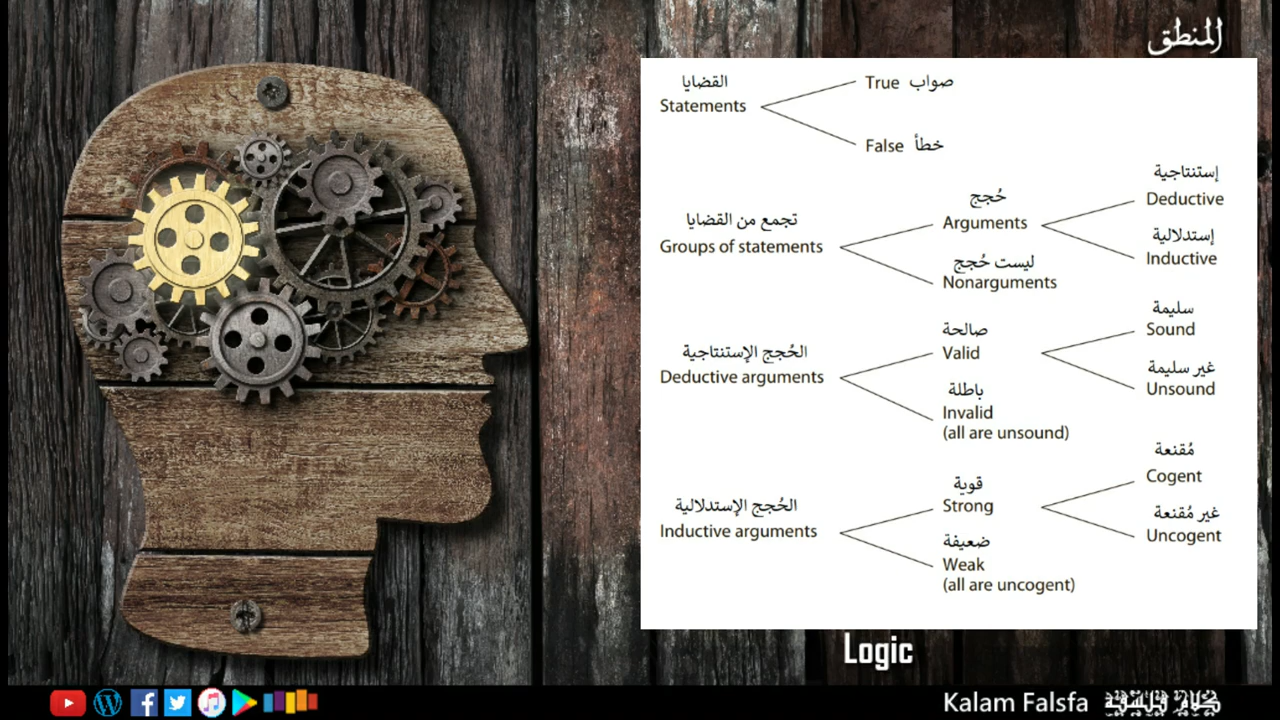 المنطق
القضايا
Statements
True صواب
False خطأ
تجمع من القضايا
Groups of statements
حُجج
Arguments
ليست حُجج
Nonarguments
إستنتاجية
Deductive
إستدلالية
Inductive
الحُجج الإستنتاجية
Deductive arguments
صالحة
Valid
باطلة
Invalid
(all are unsound)
سليمة
Sound
غير سليمة
Unsound
الحُجج الإستدلالية
Inductive arguments
قوية
Strong
ضعيفة
Weak
(all are uncogent)
مُقنعة
Cogent
غير مُقنعة
Uncogent
Logic
Kalam Falsfa كلام فلسفة